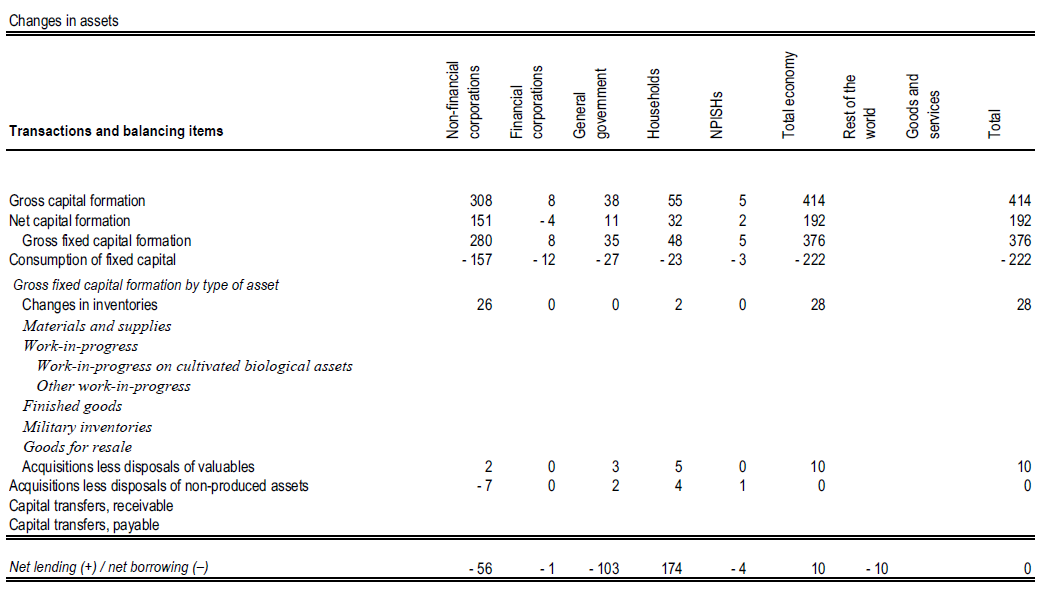 Changes in assets
Transactions and balancing items Non-financial corporations Financial corporations General government Households NPISHs Total economy Rest of the world Goods and services Total
Gross capital formation 308 8 38 55 5 414 414
Net capital formation 151 - 4 11 32 2 192 192
Gross fixed capital formation 280 8 35 48 5 376 376
Consumption of fixed capital - 157 - 12 - 27 - 23 - 3 - 222 - 222
Gross fixed capital formation by type of asset
Changes in inventories 26 0 0 2 0 28 28
Materials and supplies
Work-in-progress
Work-in-progress on cultivated biological assets
Other work-in-progress
Finished goods
Military inventories
Goods for resale
Acquisitions less disposals of valuables 2 0 3 5 0 10 10
Acquisitions less disposals of non-produced assets - 7 0 2 4 1 0 0
Capital transfers, receivable
Capital transfers, payable
Net lending (+) / net borrowing (–) - 56 - 1 - 103 174 - 4 10 - 10 0